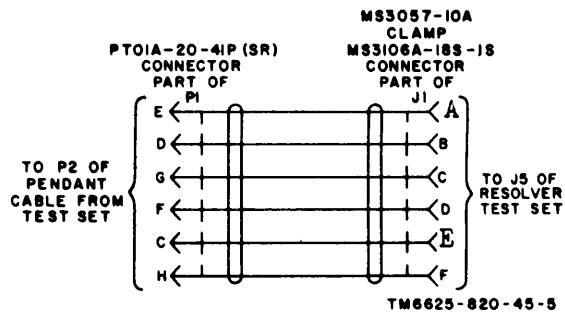 MS3057-10A
CLAMP
PT01A-20-41P (SR) MS3106A-18S-1S
CONNECTOR CONNECTOR
PART OF PART OF
P1 J1
E A
D B
G C
F D
C E
H F
TO P2 OF
PENDANT
CABLE FROM
TEST SET
TO J5 OF
RESOLVER
TEST SET
TM6625-820-45-5